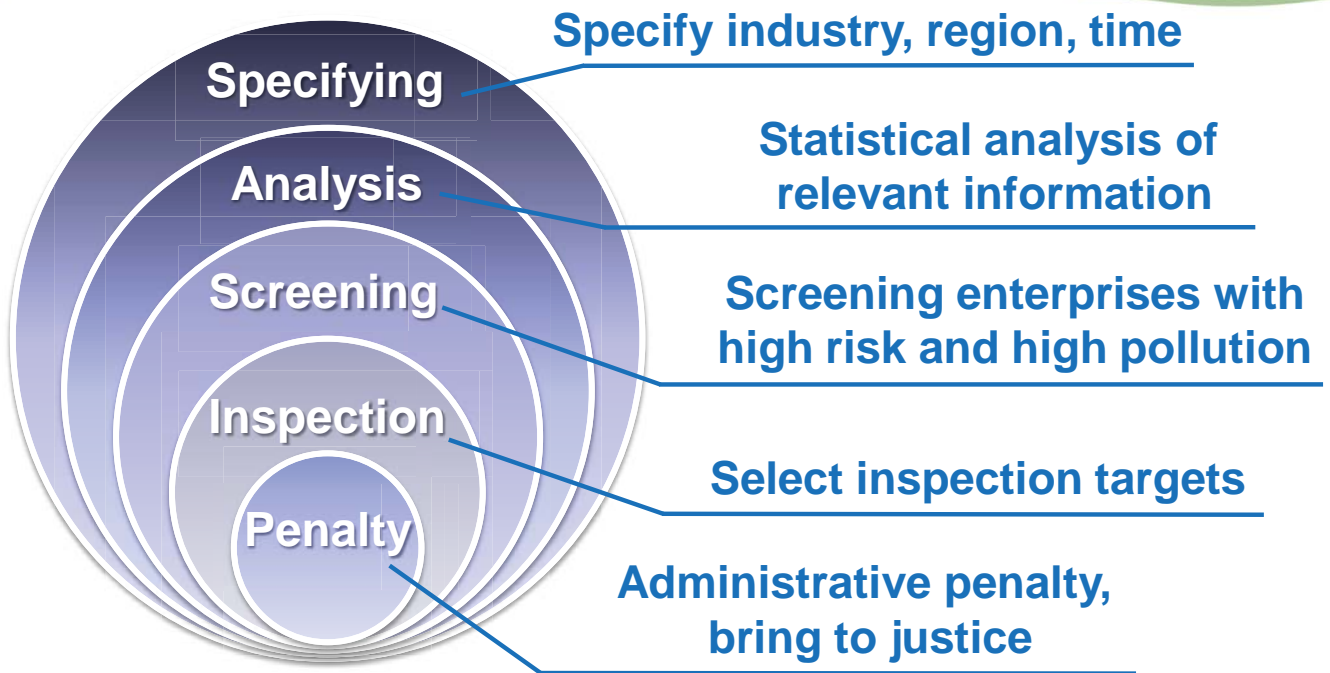 Specifying
Specify industry, region, time
Analysis
Statistical analysis of
relevant information
Screening
Screening enterprises with
high risk and high pollution
Inspection
Select inspection targets
Penalty
Administrative penalty,
bring to justice